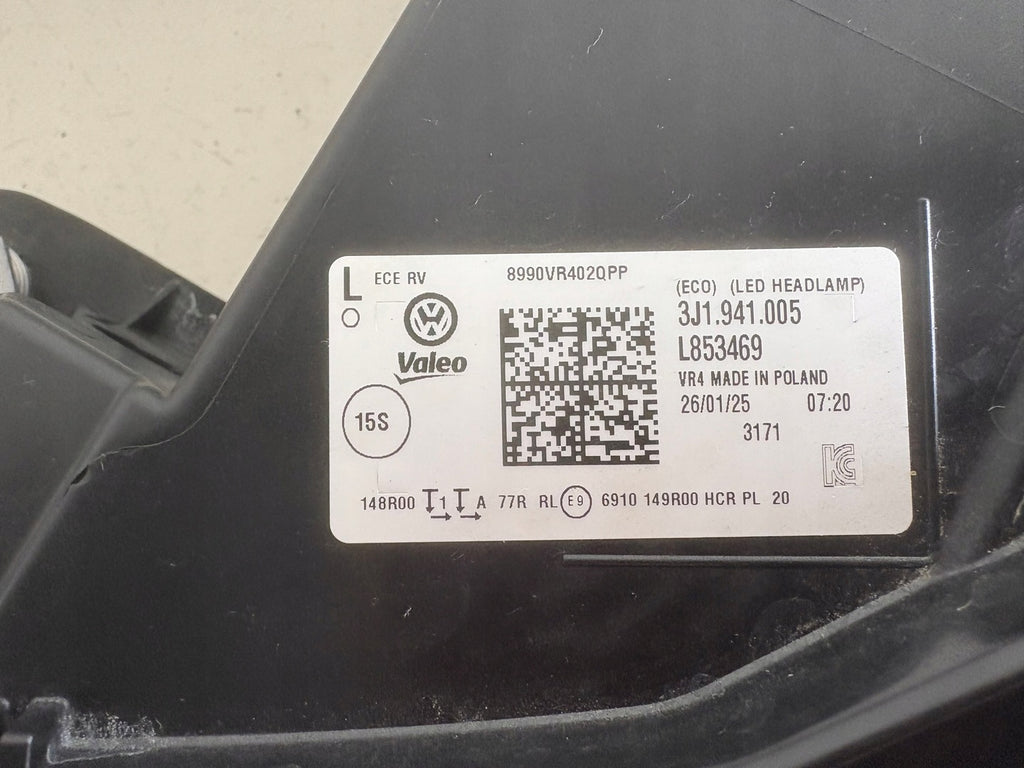 L
ECE RV
8990VR402QPP
(ECO) (LED HEADLAMP)
3J1.941.005
L853469
VR4 MADE IN POLAND
26/01/25 07:20
3171
Valeo
15S
148R00 1 A 77R RL E9 6910 149R00 HCR PL 20